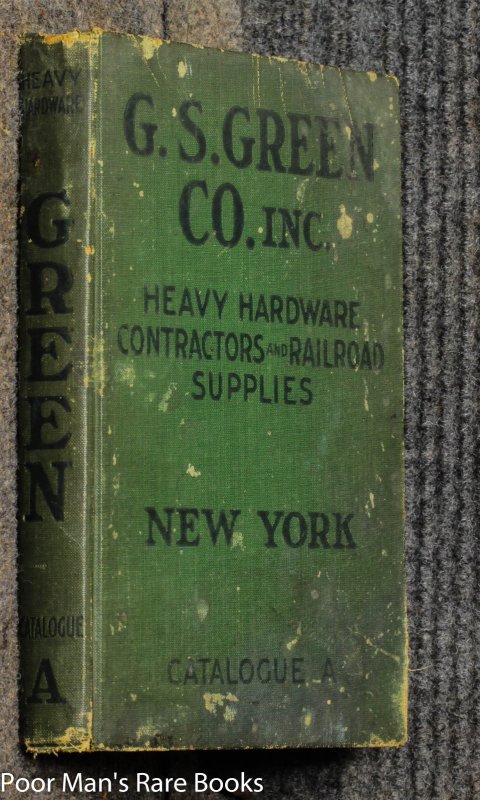 HEAVY
HARDWARE
GREEN
CATALOGUE
A
G. S. GREEN
CO. INC.
HEAVY HARDWARE
CONTRACTORS AND RAILROAD
SUPPLIES
NEW YORK
CATALOGUE A
Poor Man's Rare Books